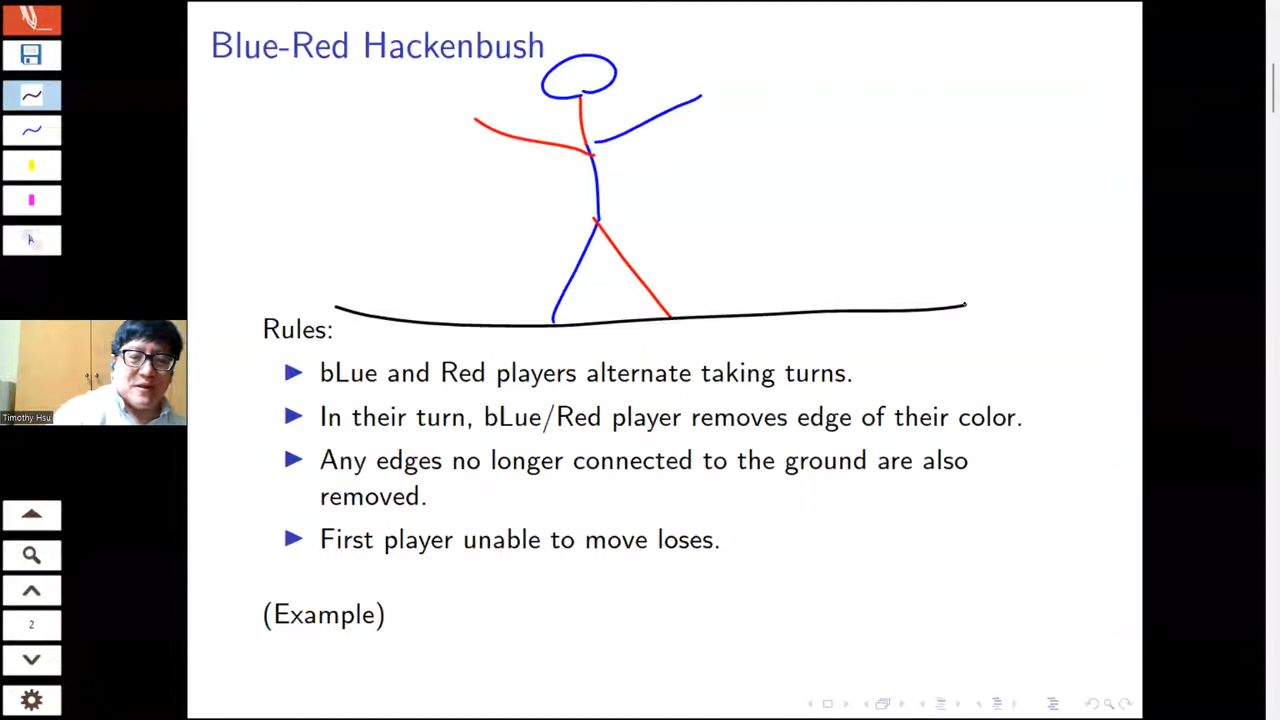 Blue-Red Hackenbush
Rules:
bLue and Red players alternate taking turns.
In their turn, bLue/Red player removes edge of their color.
Any edges no longer connected to the ground are also
removed.
First player unable to move loses.
(Example)
Timothy Hsu
2